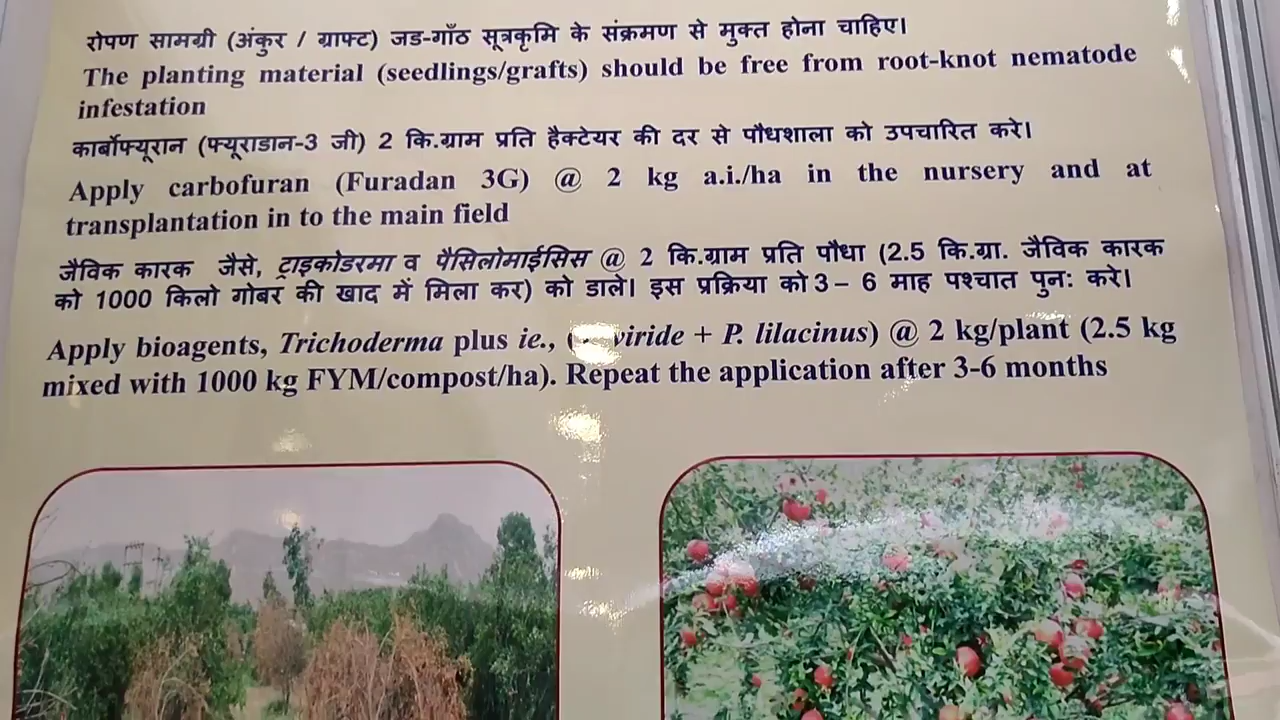 रोपण सामग्री (अंकुर / ग्राफ्ट) जड-गाँठ सूत्रकृमि के संक्रमण से मुक्त होना चाहिए।
The planting material (seedlings/grafts) should be free from root-knot nematode
infestation
कार्बोफ्यूरान (फ्यूराडान-3 जी) 2 कि.ग्राम प्रति हैक्टेयर की दर से पौधशाला को उपचारित करे।
Apply carbofuran (Furadan 3G) @ 2 kg a.i./ha in the nursery and at
transplantation in to the main field
जैविक कारक जैसे, ट्राइकोडरमा व पैसिलोमाईसिस @ 2 कि.ग्राम प्रति पौधा (2.5 कि.ग्रा. जैविक कारक
को 1000 किलो गोबर की खाद में मिला कर) को डाले। इस प्रक्रिया को 3 – 6 माह पश्चात पुनः करे।
Apply bioagents, Trichoderma plus ie., ( viride + P. lilacinus) @ 2 kg/plant (2.5 kg
mixed with 1000 kg FYM/compost/ha). Repeat the application after 3-6 months